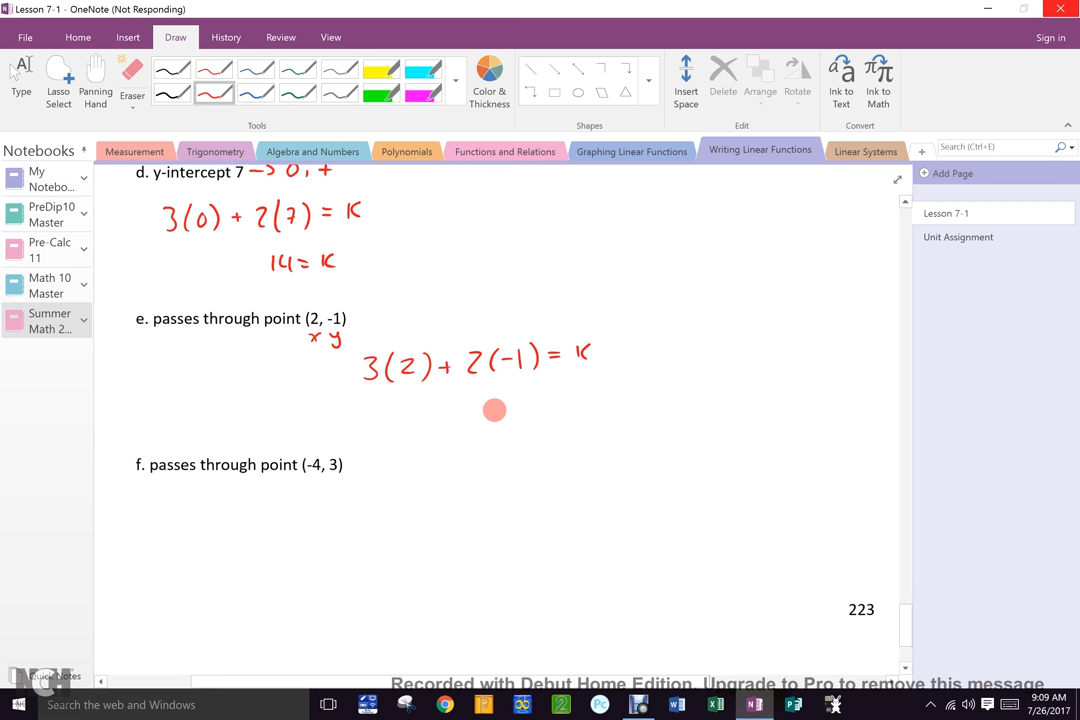 Lesson 7-1 - OneNote (Not Responding)
File Home Insert Draw History Review View Sign in
Type Lasso Select Panning Hand Eraser Color & Thickness Insert Space Delete Arrange Rotate Ink to Text Ink to Math
Tools Shapes Edit Convert
Notebooks Measurement Trigonometry Algebra and Numbers Polynomials Functions and Relations Graphing Linear Functions Writing Linear Functions Linear Systems Search (Ctrl+E)
My Notebo...
PreDip10 Master
Pre-Calc 11
Math 10 Master
Summer Math 2...
Quick Notes
Add Page
Lesson 7-1
Unit Assignment
d. y-intercept 7
3(0) + 2(7) = K
14 = K
e. passes through point (2, -1)
x y
3(2) + 2(-1) = K
f. passes through point (-4, 3)
223
NCH
Recorded with Debut Home Edition. Upgrade to Pro to remove this message
Search the web and Windows
9:09 AM
7/26/2017